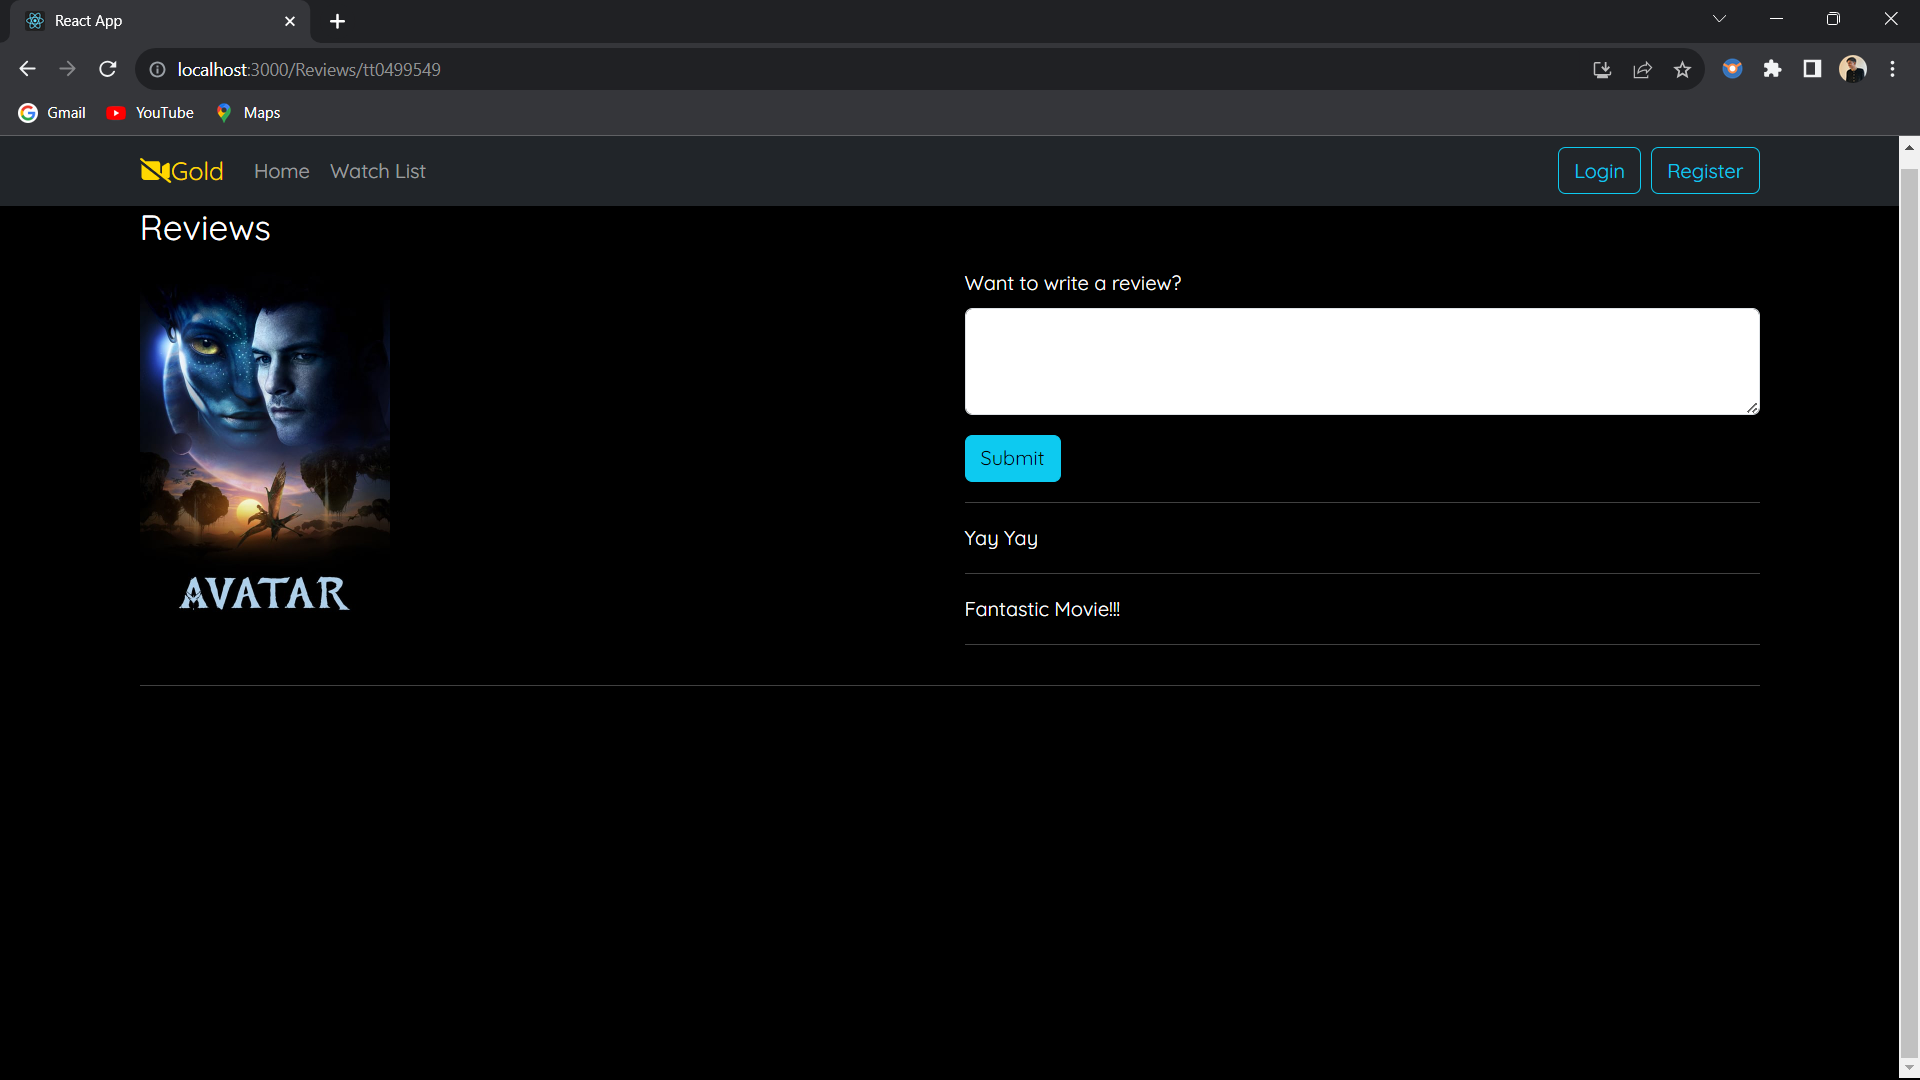 React App
localhost:3000/Reviews/tt0499549
Gmail
YouTube
Maps
Gold
Home
Watch List
Login
Register
Reviews
Want to write a review?
Submit
Yay Yay
Fantastic Movie!!!
AVATAR